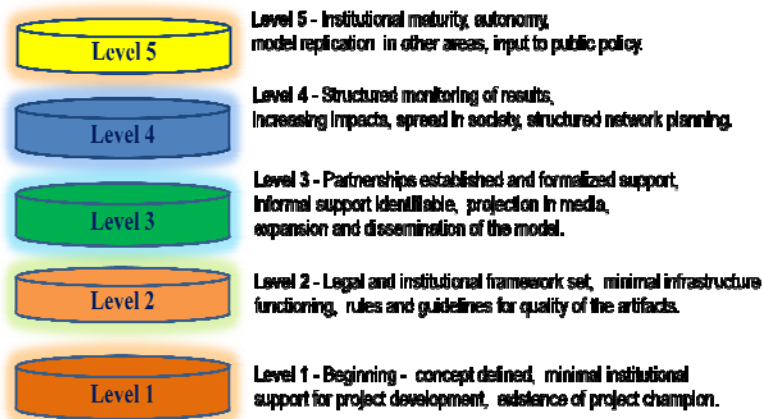 Level 5
Level 5 - Institutional maturity, autonomy,
model replication in other areas, input to public policy.
Level 4
Level 4 - Structured monitoring of results,
increasing impacts, spread in society, structured network planning.
Level 3
Level 3 - Partnerships established and formalized support,
informal support identifiable, projection in media,
expansion and dissemination of the model.
Level 2
Level 2 - Legal and institutional framework set, minimal infrastructure
functioning, rules and guidelines for quality of the artifacts.
Level 1
Level 1 - Beginning - concept defined, minimal institutional
support for project development, existence of project champion.